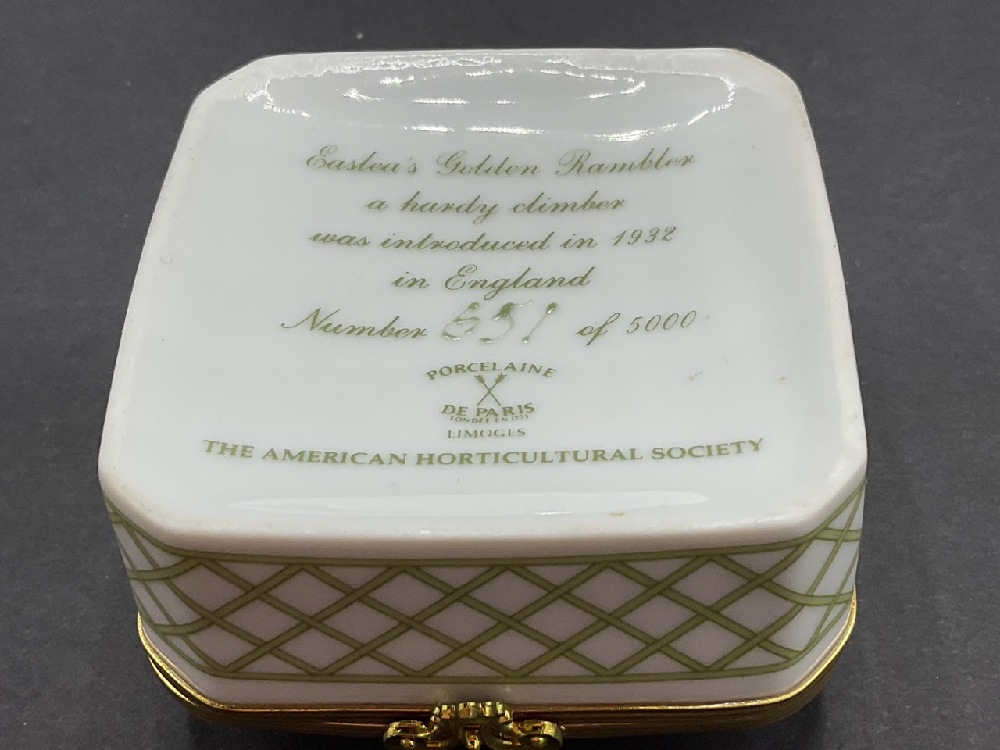 Easlea's Golden Rambler
a hardy climber
was introduced in 1932
in England
Number 651 of 5000
PORCELAINE
DE PARIS
LIMOGES
THE AMERICAN HORTICULTURAL SOCIETY